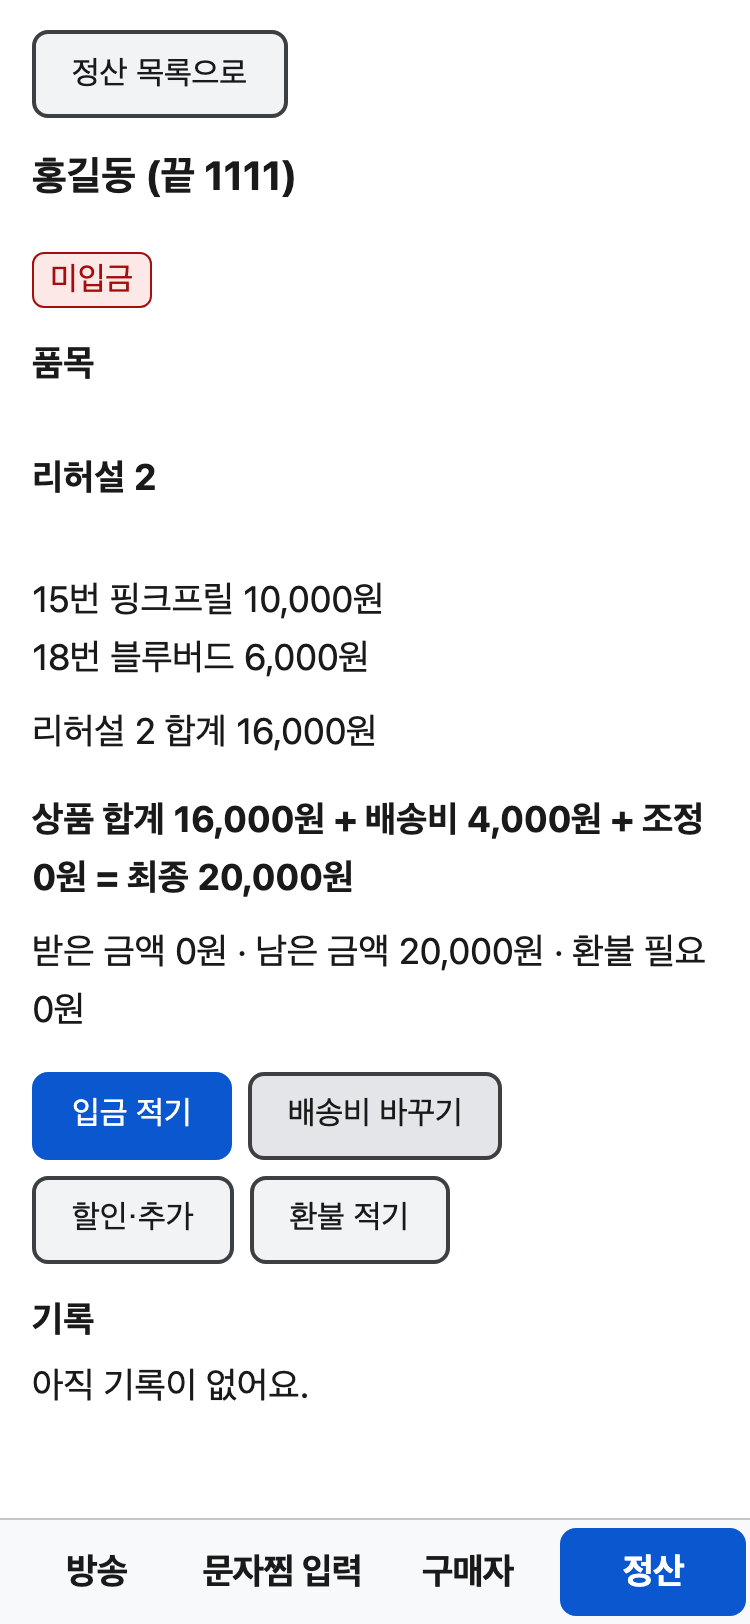 정산 목록으로
홍길동 (끝 1111)
미입금
품목
리허설 2
15번 핑크프릴 10,000원
18번 블루버드 6,000원
리허설 2 합계 16,000원
상품 합계 16,000원 + 배송비 4,000원 + 조정
0원 = 최종 20,000원
받은 금액 0원 · 남은 금액 20,000원 · 환불 필요
0원
입금 적기 배송비 바꾸기
할인·추가 환불 적기
기록
아직 기록이 없어요.
방송 문자찜 입력 구매자 정산